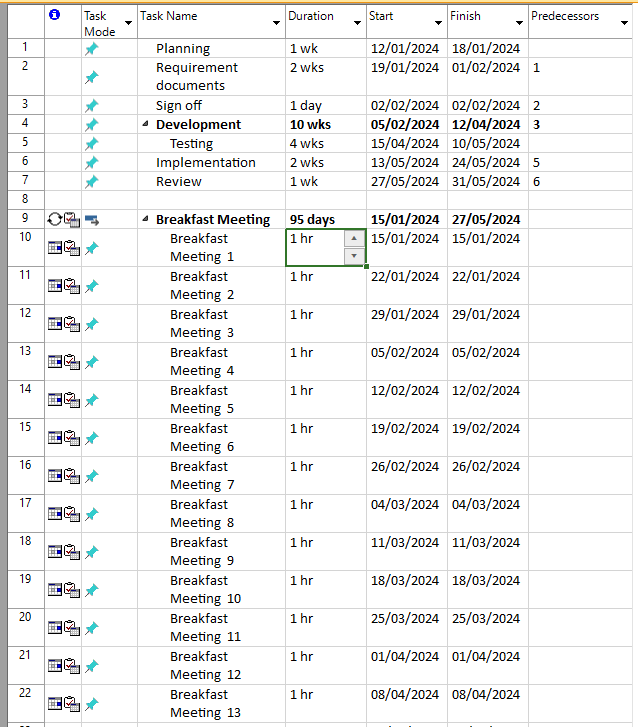 Task Mode Task Name Duration Start Finish Predecessors
1 Planning 1 wk 12/01/2024 18/01/2024
2 Requirement documents 2 wks 19/01/2024 01/02/2024 1
3 Sign off 1 day 02/02/2024 02/02/2024 2
4 Development 10 wks 05/02/2024 12/04/2024 3
5 Testing 4 wks 15/04/2024 10/05/2024
6 Implementation 2 wks 13/05/2024 24/05/2024 5
7 Review 1 wk 27/05/2024 31/05/2024 6
8
9 Breakfast Meeting 95 days 15/01/2024 27/05/2024
10 Breakfast Meeting 1 1 hr 15/01/2024 15/01/2024
11 Breakfast Meeting 2 1 hr 22/01/2024 22/01/2024
12 Breakfast Meeting 3 1 hr 29/01/2024 29/01/2024
13 Breakfast Meeting 4 1 hr 05/02/2024 05/02/2024
14 Breakfast Meeting 5 1 hr 12/02/2024 12/02/2024
15 Breakfast Meeting 6 1 hr 19/02/2024 19/02/2024
16 Breakfast Meeting 7 1 hr 26/02/2024 26/02/2024
17 Breakfast Meeting 8 1 hr 04/03/2024 04/03/2024
18 Breakfast Meeting 9 1 hr 11/03/2024 11/03/2024
19 Breakfast Meeting 10 1 hr 18/03/2024 18/03/2024
20 Breakfast Meeting 11 1 hr 25/03/2024 25/03/2024
21 Breakfast Meeting 12 1 hr 01/04/2024 01/04/2024
22 Breakfast Meeting 13 1 hr 08/04/2024 08/04/2024